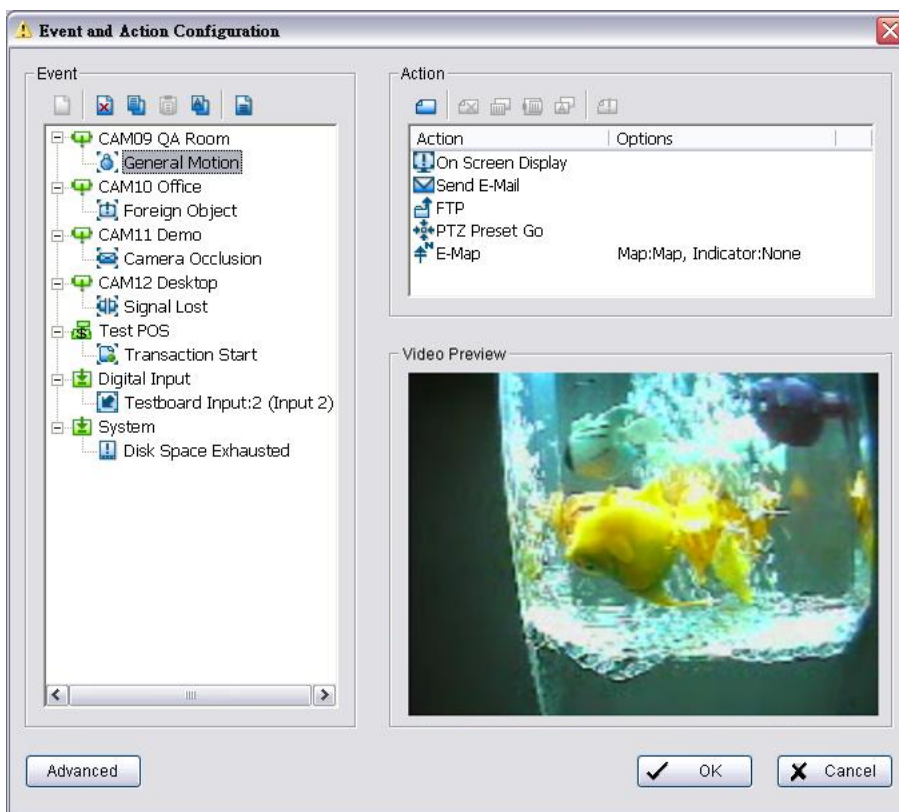 Event and Action Configuration
Event
CAM09 QA Room
General Motion
CAM10 Office
Foreign Object
CAM11 Demo
Camera Occlusion
CAM12 Desktop
Signal Lost
Test POS
Transaction Start
Digital Input
Testboard Input:2 (Input 2)
System
Disk Space Exhausted
Action
Action Options
On Screen Display
Send E-Mail
FTP
PTZ Preset Go
E-Map Map:Map, Indicator:None
Video Preview
Advanced
OK
Cancel